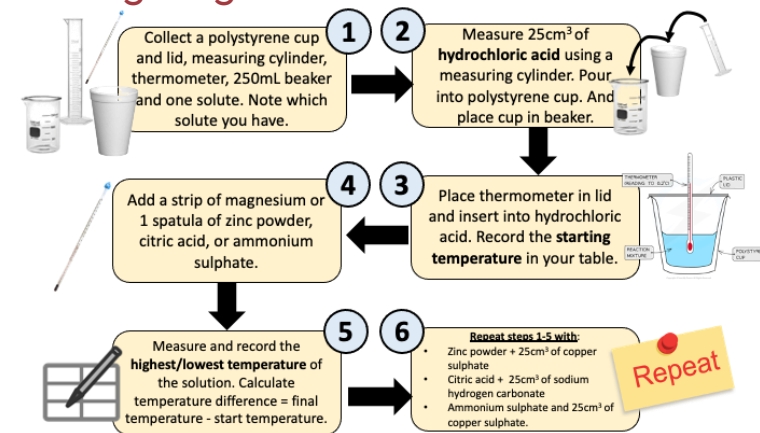 1
Collect a polystyrene cup
and lid, measuring cylinder,
thermometer, 250mL beaker
and one solute. Note which
solute you have.
2
Measure 25cm³ of
hydrochloric acid using a
measuring cylinder. Pour
into polystyrene cup. And
place cup in beaker.
3
Place thermometer in lid
and insert into hydrochloric
acid. Record the starting
temperature in your table.
THERMOMETER
PLASTIC
LID
REACTION
MIXTURE
4
Add a strip of magnesium or
1 spatula of zinc powder,
citric acid, or ammonium
sulphate.
5
Measure and record the
highest/lowest temperature of
the solution. Calculate
temperature difference = final
temperature - start temperature.
6
Repeat steps 1-5 with:
• Zinc powder + 25cm³ of copper
sulphate
• Citric acid + 25cm³ of sodium
hydrogen carbonate
• Ammonium sulphate and 25cm³ of
copper sulphate.
Repeat